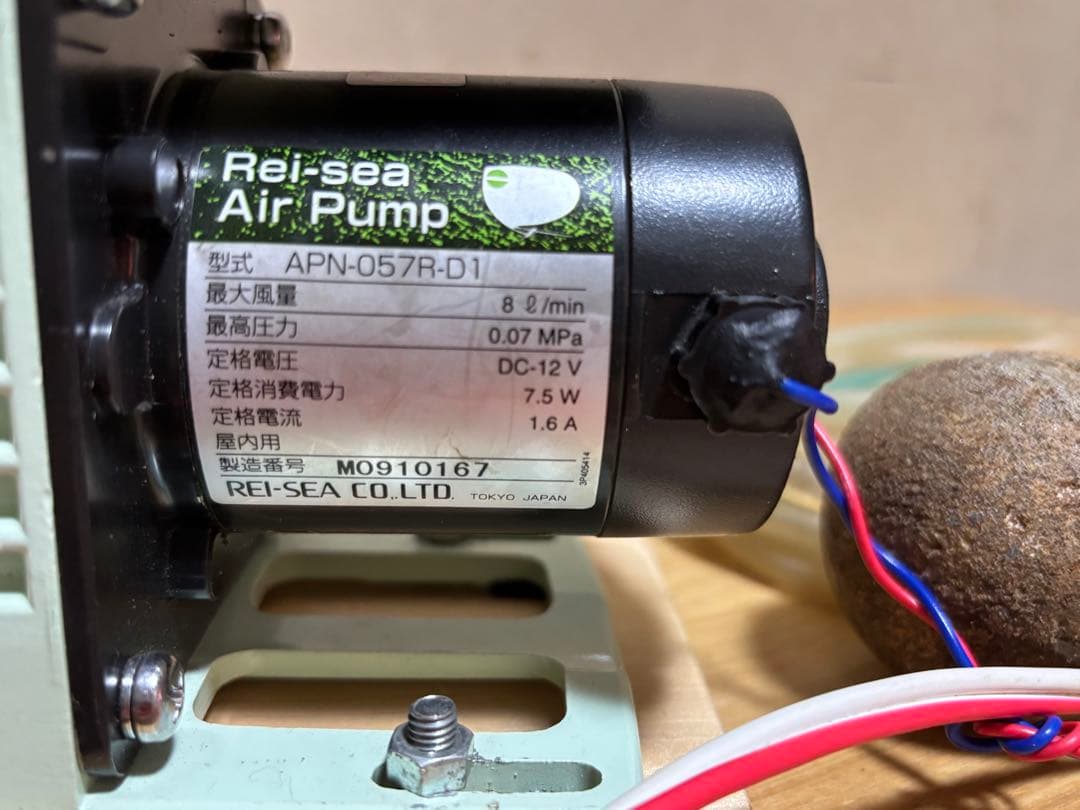 Rei-sea
Air Pump
型式 APN-057R-D1
最大風量 8 ℓ/min
最高圧力 0.07 MPa
定格電圧 DC-12 V
定格消費電力 7.5 W
定格電流 1.6 A
屋内用
製造番号 M0910167
3P405414
REI-SEA CO.,LTD. TOKYO JAPAN